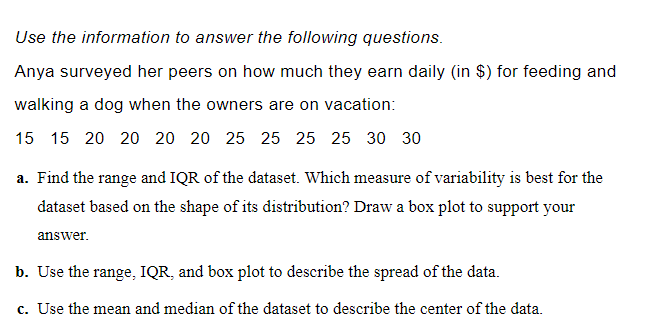 Use the information to answer the following questions.
Anya surveyed her peers on how much they earn daily (in $) for feeding and
walking a dog when the owners are on vacation:
15 15 20 20 20 20 25 25 25 25 30 30
a. Find the range and IQR of the dataset. Which measure of variability is best for the
dataset based on the shape of its distribution? Draw a box plot to support your
answer.
b. Use the range, IQR, and box plot to describe the spread of the data.
c. Use the mean and median of the dataset to describe the center of the data.